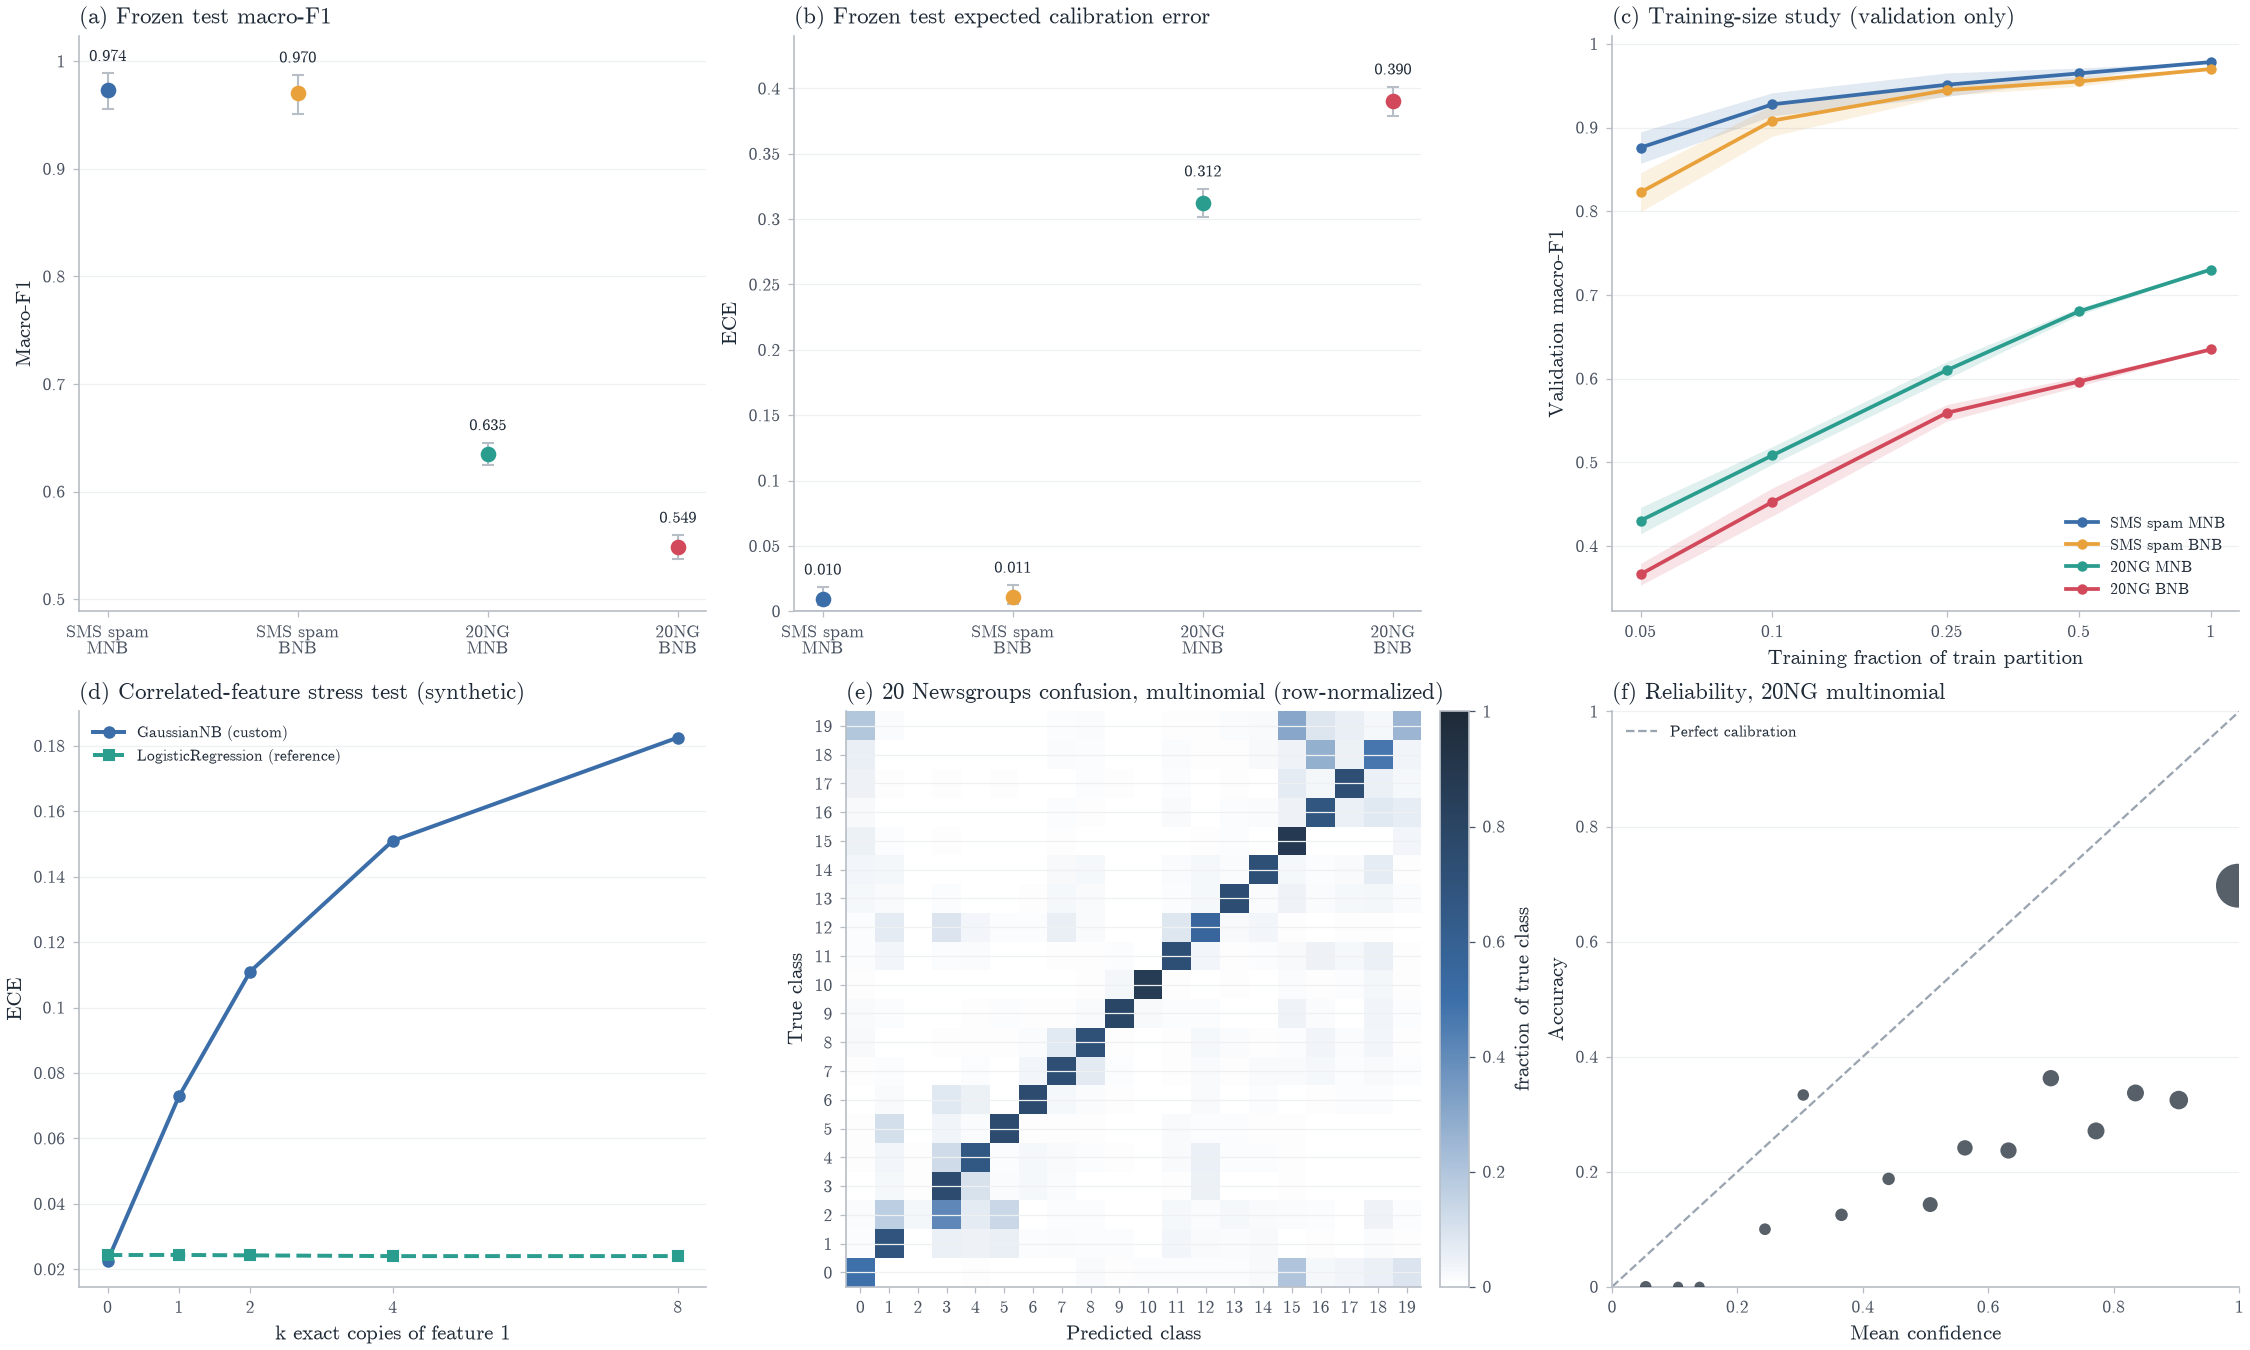 (a) Frozen test macro-F1
Macro-F1
1
0.9
0.8
0.7
0.6
0.5
0.974
0.970
0.635
0.549
SMS spam
MNB
SMS spam
BNB
20NG
MNB
20NG
BNB
(b) Frozen test expected calibration error
ECE
0.4
0.35
0.3
0.25
0.2
0.15
0.1
0.05
0
0.010
0.011
0.312
0.390
SMS spam
MNB
SMS spam
BNB
20NG
MNB
20NG
BNB
(c) Training-size study (validation only)
Validation macro-F1
1
0.9
0.8
0.7
0.6
0.5
0.4
SMS spam MNB
SMS spam BNB
20NG MNB
20NG BNB
0.05 0.1 0.25 0.5 1
Training fraction of train partition
(d) Correlated-feature stress test (synthetic)
GaussianNB (custom)
LogisticRegression (reference)
ECE
0.18
0.16
0.14
0.12
0.1
0.08
0.06
0.04
0.02
0 1 2 4 8
k exact copies of feature 1
(e) 20 Newsgroups confusion, multinomial (row-normalized)
True class
19
18
17
16
15
14
13
12
11
10
9
8
7
6
5
4
3
2
1
0
0 1 2 3 4 5 6 7 8 9 10 11 12 13 14 15 16 17 18 19
Predicted class
1
0.8
0.6
0.4
0.2
0
fraction of true class
(f) Reliability, 20NG multinomial
Perfect calibration
Accuracy
1
0.8
0.6
0.4
0.2
0
0 0.2 0.4 0.6 0.8 1
Mean confidence